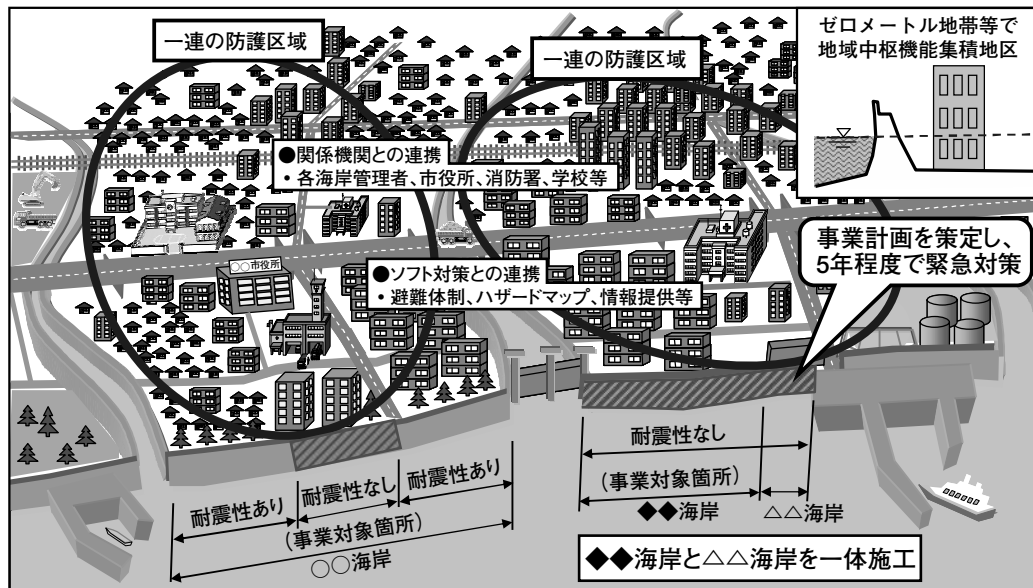 一連の防護区域
一連の防護区域
ゼロメートル地帯等で
地域中枢機能集積地区
●関係機関との連携
・各海岸管理者、市役所、消防署、学校等
○○市役所
●ソフト対策との連携
・避難体制、ハザードマップ、情報提供等
事業計画を策定し、
5年程度で緊急対策
耐震性あり
耐震性なし
耐震性あり
(事業対象箇所)
○○海岸
耐震性なし
(事業対象箇所)
◆◆海岸
△△海岸
◆◆海岸と△△海岸を一体施工